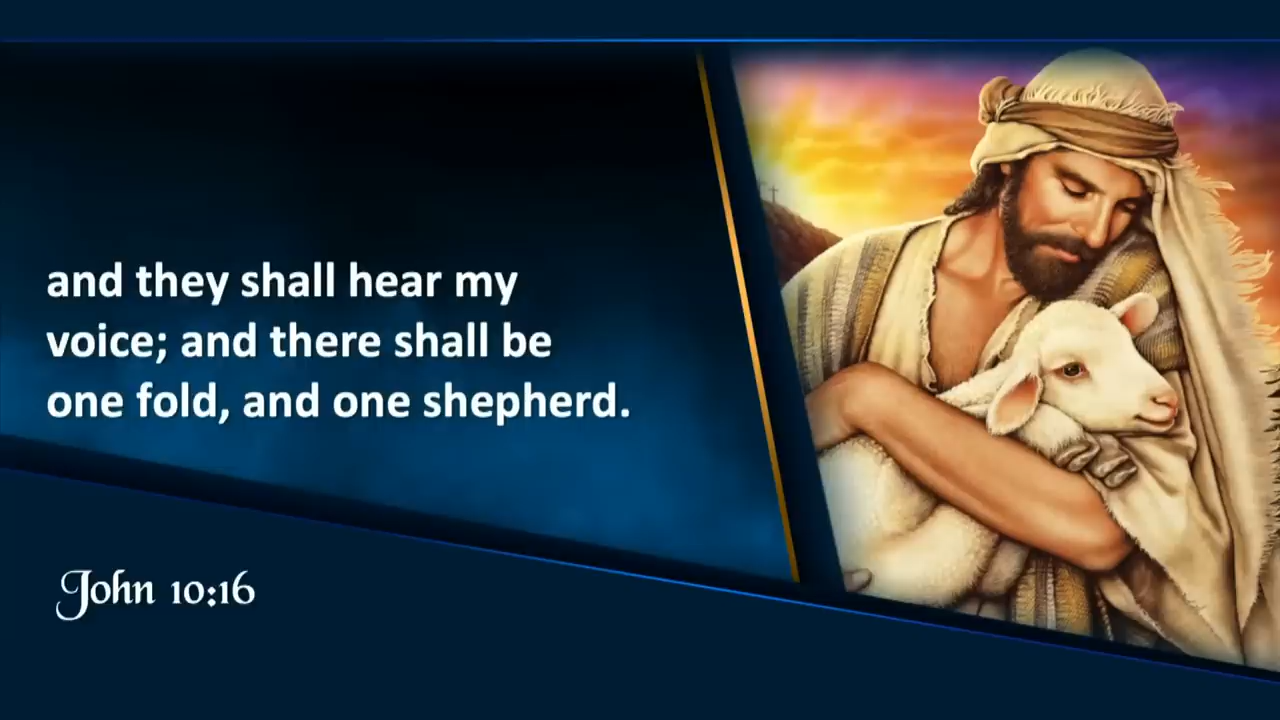 and they shall hear my
voice; and there shall be
one fold, and one shepherd.
John 10:16